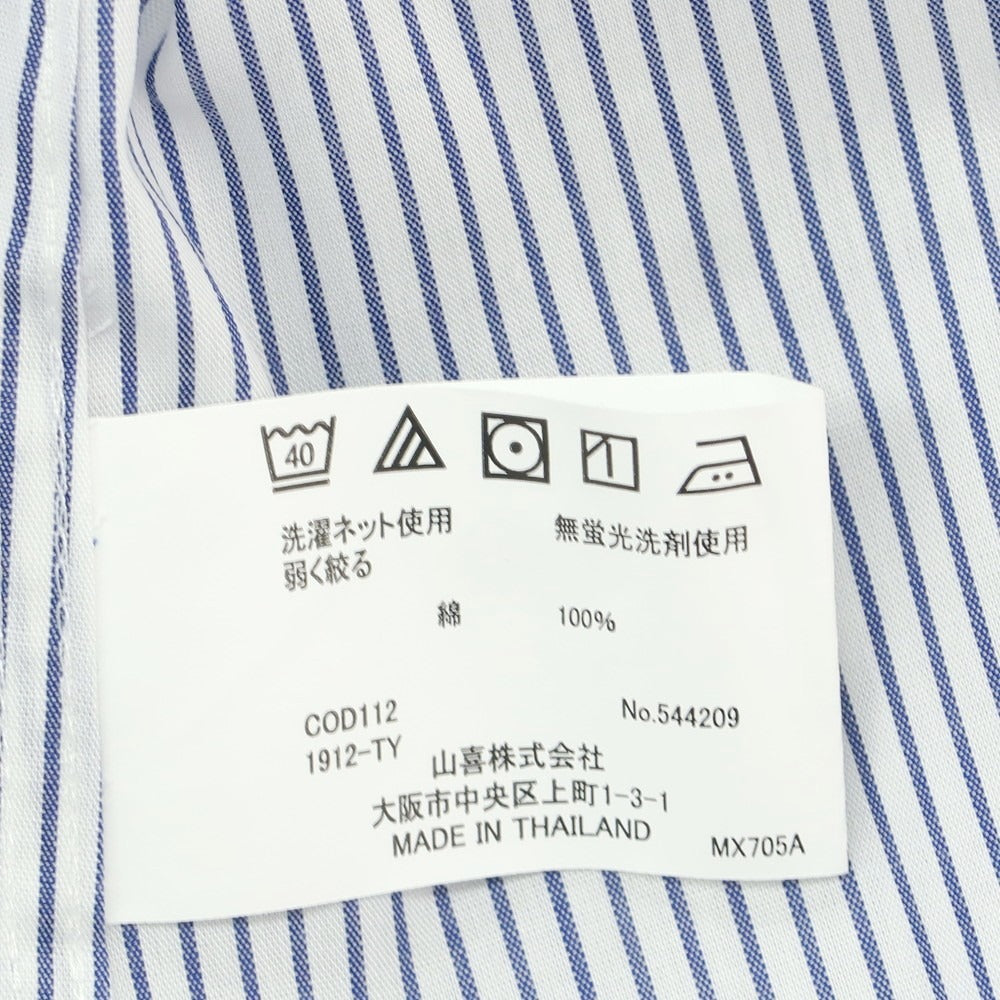 40
洗濯ネット使用 無蛍光洗剤使用
弱く絞る
綿 100%
COD112 No.544209
1912-TY
山喜株式会社
大阪市中央区上町1-3-1
MADE IN THAILAND
MX705A